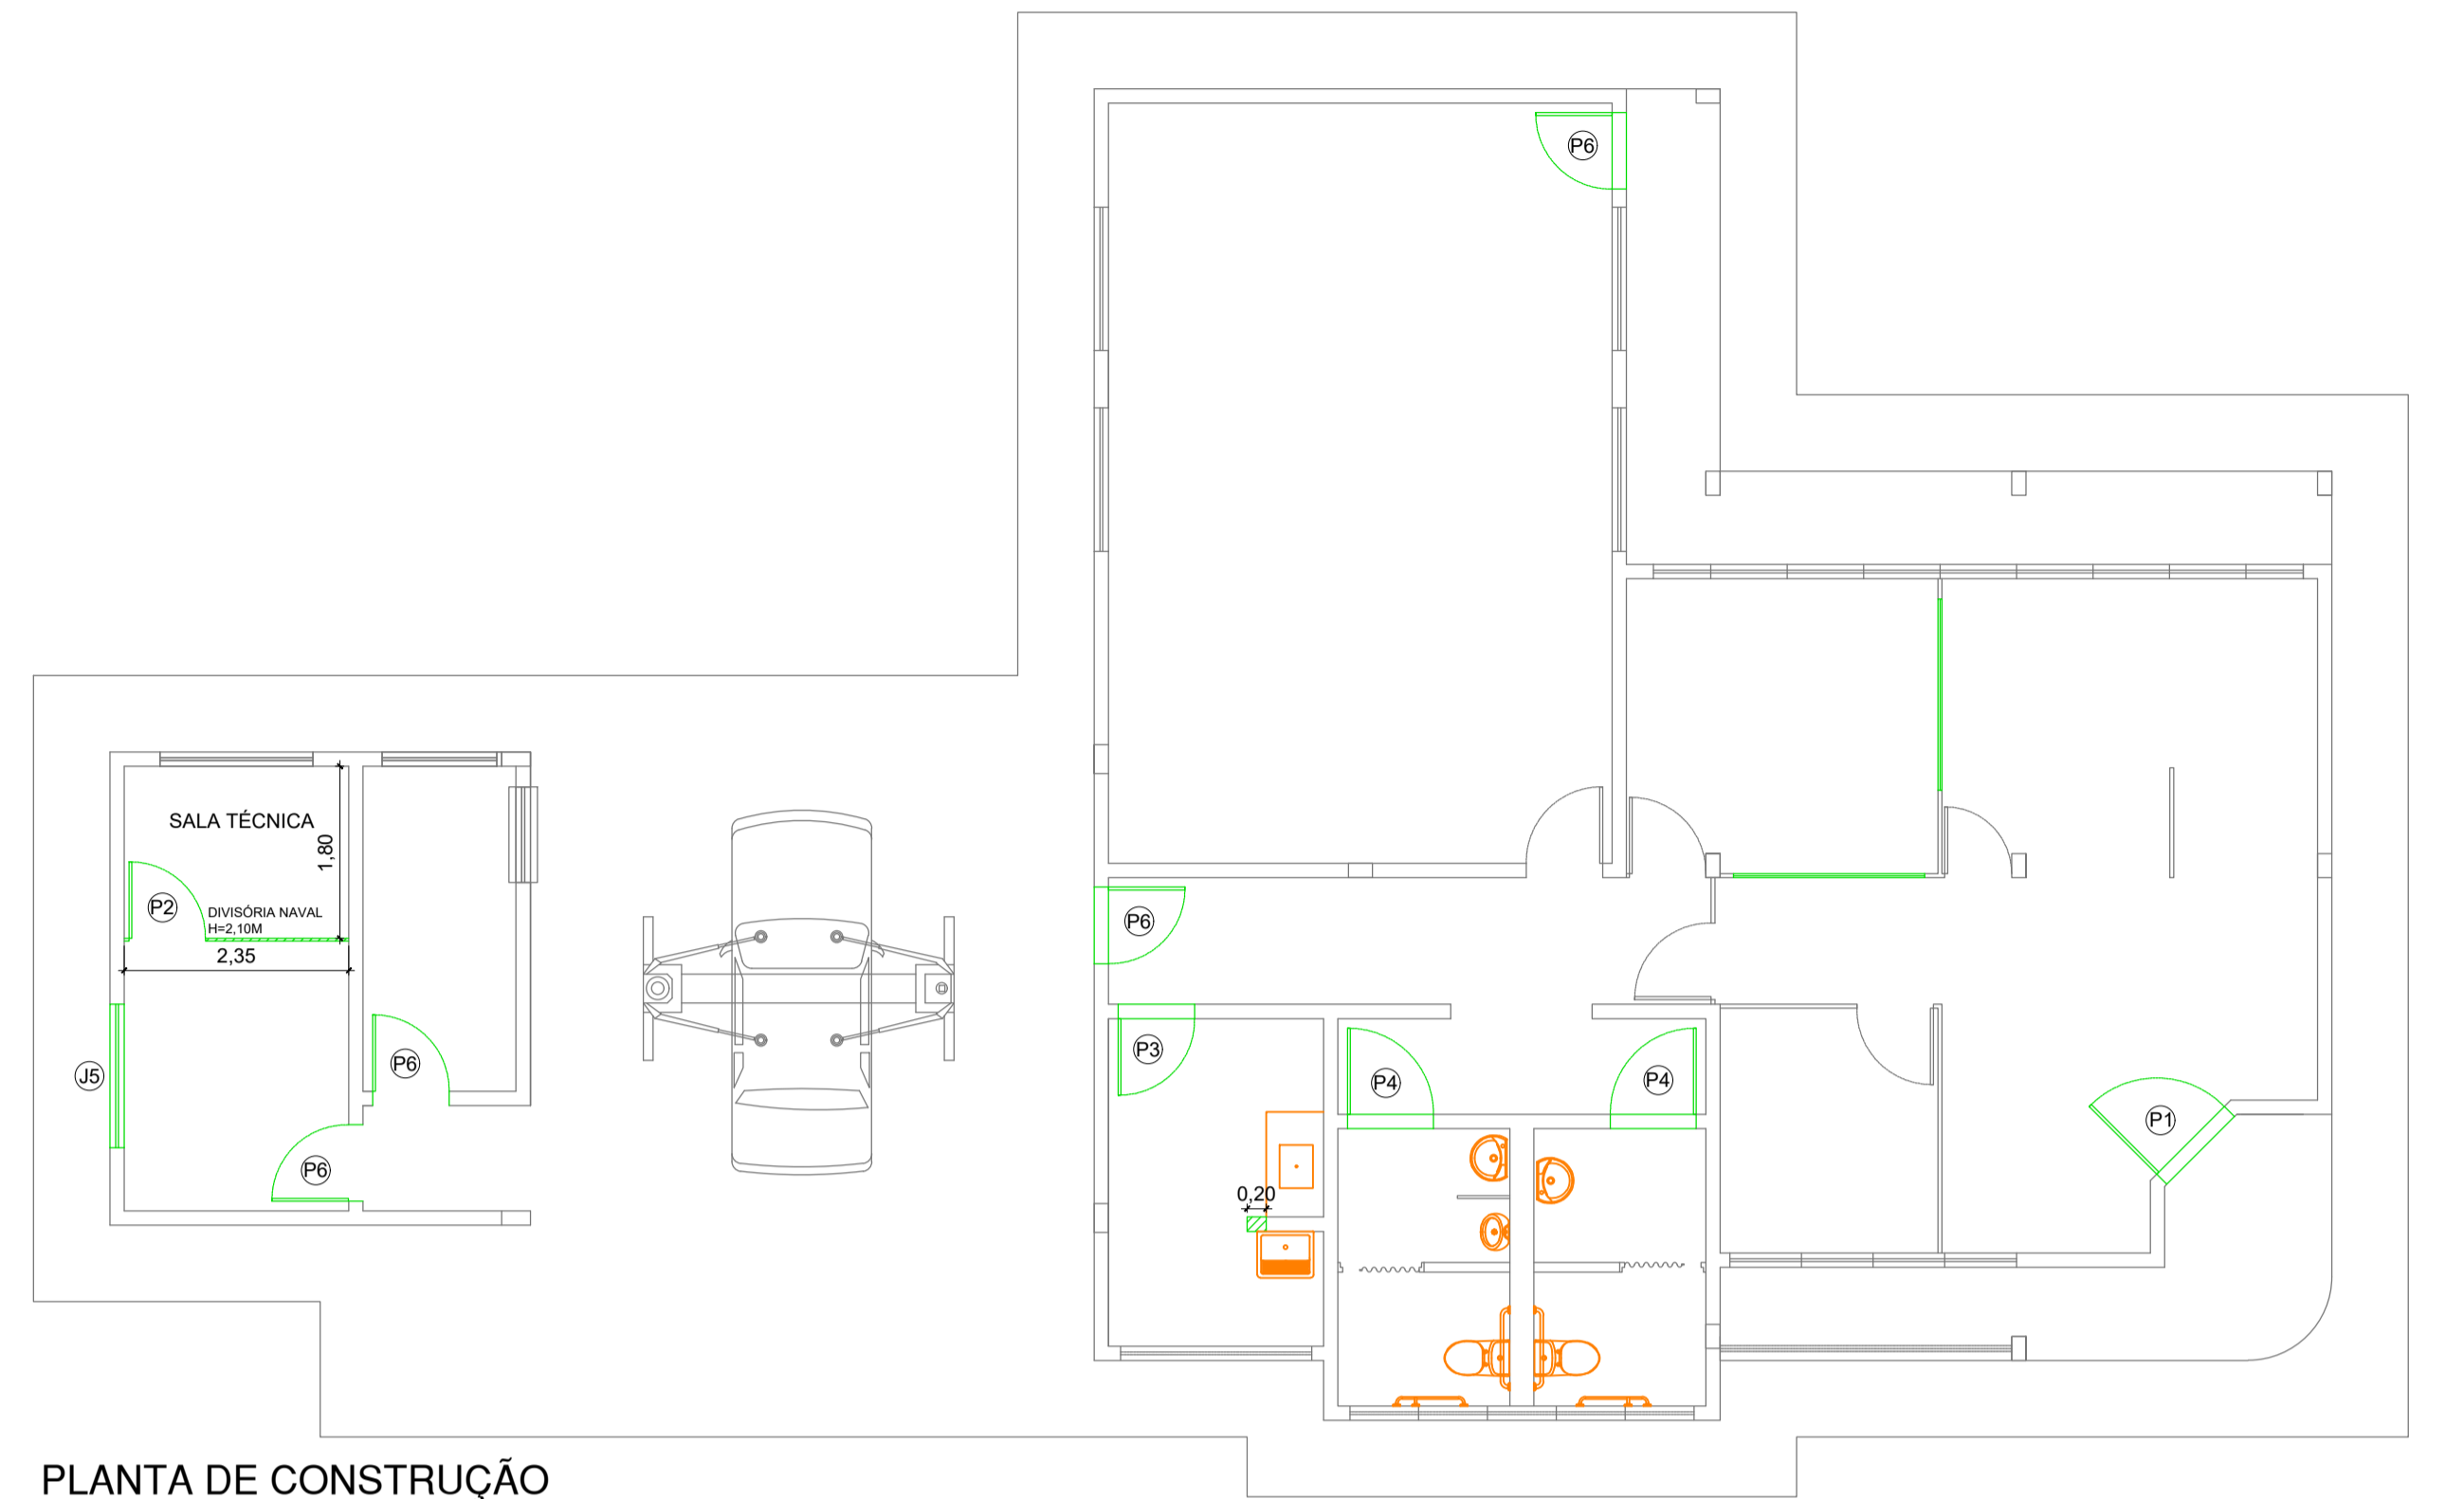 P6
SALA TÉCNICA
1,80
P2
DIVISÓRIA NAVAL
H=2,10M
2,35
P6
P3
P6
J5
P4
P4
P1
P6
0,20
PLANTA DE CONSTRUÇÃO